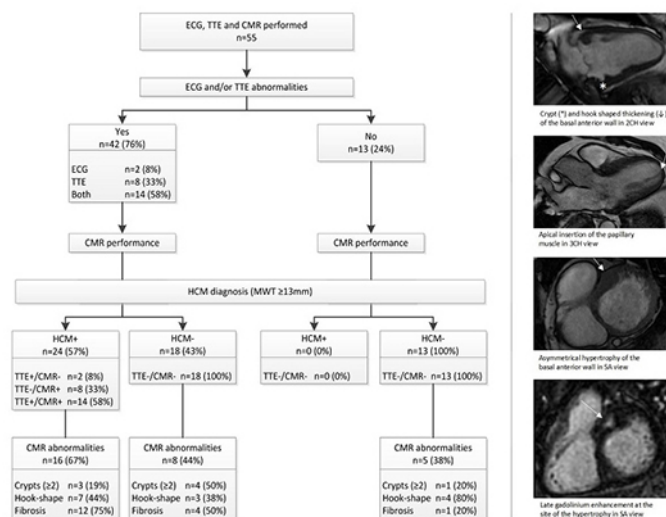 ECG, TTE and CMR performed
n=55
ECG and/or TTE abnormalities
Yes
n=42 (76%)
ECG n=2 (8%)
TTE n=8 (33%)
Both n=14 (58%)
No
n=13 (24%)
CMR performance
CMR performance
HCM diagnosis (MWT ≥13mm)
HCM+
n=24 (57%)
TTE+/CMR- n=2 (8%)
TTE-/CMR+ n=8 (33%)
TTE+/CMR+ n=14 (58%)
HCM-
n=18 (43%)
TTE-/CMR- n=18 (100%)
HCM+
n=0 (0%)
TTE-/CMR- n=0 (0%)
HCM-
n=13 (100%)
TTE-/CMR- n=13 (100%)
CMR abnormalities
n=16 (67%)
Crypts (≥2) n=3 (19%)
Hook-shape n=7 (44%)
Fibrosis n=12 (75%)
CMR abnormalities
n=8 (44%)
Crypts (≥2) n=4 (50%)
Hook-shape n=3 (38%)
Fibrosis n=4 (50%)
CMR abnormalities
n=5 (38%)
Crypts (≥2) n=1 (20%)
Hook-shape n=4 (80%)
Fibrosis n=1 (20%)
*
Crypt (*) and hook shaped thickening (↓)
of the basal anterior wall in 2CH view
Apical insertion of the papillary
muscle in 3CH view
Asymmetrical hypertrophy of the
basal anterior wall in SA view
Late gadolinium enhancement at the
site of the hypertrophy in SA view